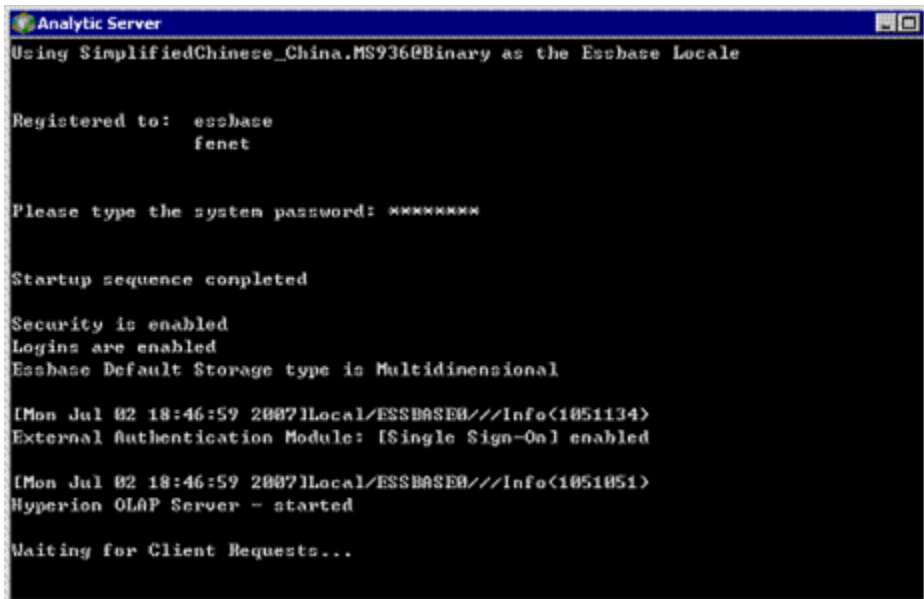 Analytic Server
Using SimplifiedChinese_China.MS936@Binary as the Essbase Locale
Registered to: essbase
fenet
Please type the system password: ********
Startup sequence completed
Security is enabled
Logins are enabled
Essbase Default Storage type is Multidimensional
[Mon Jul 02 18:46:59 2007]Local/ESSBASE0///Info(1051134)
External Authentication Module: [Single Sign-On] enabled
[Mon Jul 02 18:46:59 2007]Local/ESSBASE0///Info(1051051)
Hyperion OLAP Server - started
Waiting for Client Requests...